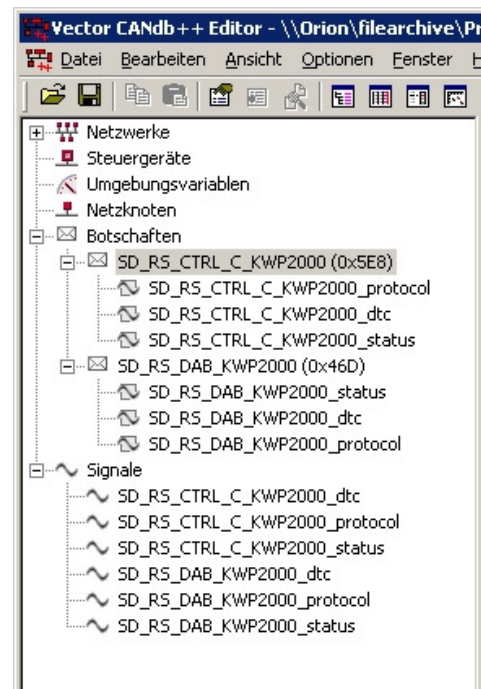 Vector CANdb++ Editor - \\Orion\filearchive\Pr
Datei Bearbeiten Ansicht Optionen Fenster H
Netzwerke
Steuergeräte
Umgebungsvariablen
Netzknoten
Botschaften
SD_RS_CTRL_C_KWP2000 (0x5E8)
SD_RS_CTRL_C_KWP2000_protocol
SD_RS_CTRL_C_KWP2000_dtc
SD_RS_CTRL_C_KWP2000_status
SD_RS_DAB_KWP2000 (0x46D)
SD_RS_DAB_KWP2000_status
SD_RS_DAB_KWP2000_dtc
SD_RS_DAB_KWP2000_protocol
Signale
SD_RS_CTRL_C_KWP2000_dtc
SD_RS_CTRL_C_KWP2000_protocol
SD_RS_CTRL_C_KWP2000_status
SD_RS_DAB_KWP2000_dtc
SD_RS_DAB_KWP2000_protocol
SD_RS_DAB_KWP2000_status